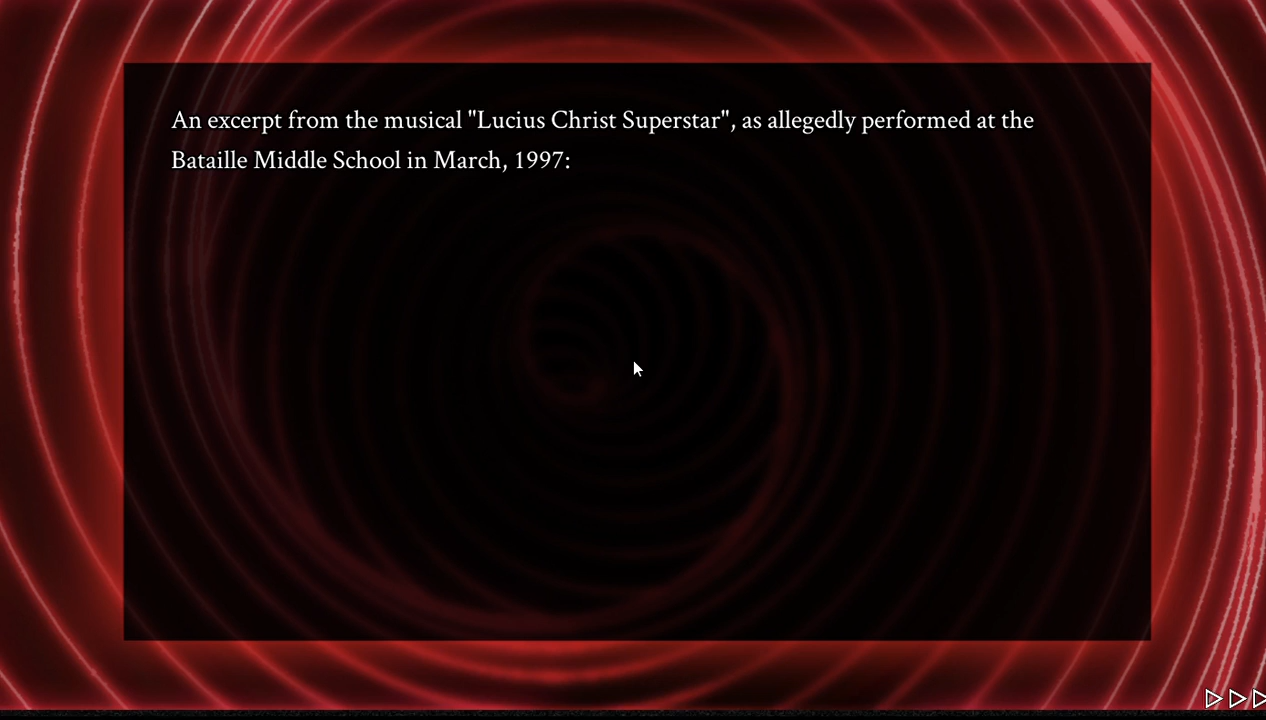 An excerpt from the musical "Lucius Christ Superstar", as allegedly performed at the
Bataille Middle School in March, 1997: